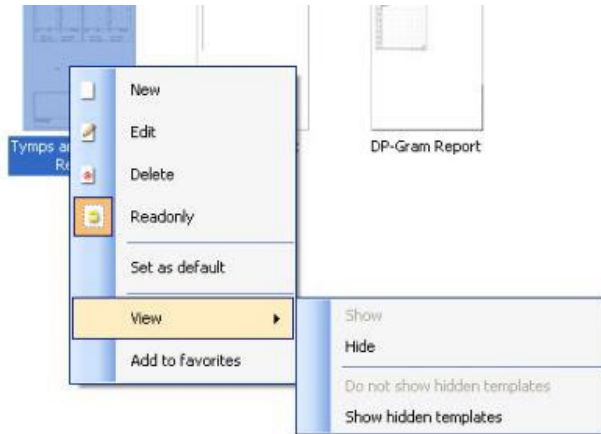 New
Edit
Tymps a
Re
DP-Gram Report
Delete
Readonly
Set as default
View
Show
Hide
Add to favorites
Do not show hidden templates
Show hidden templates